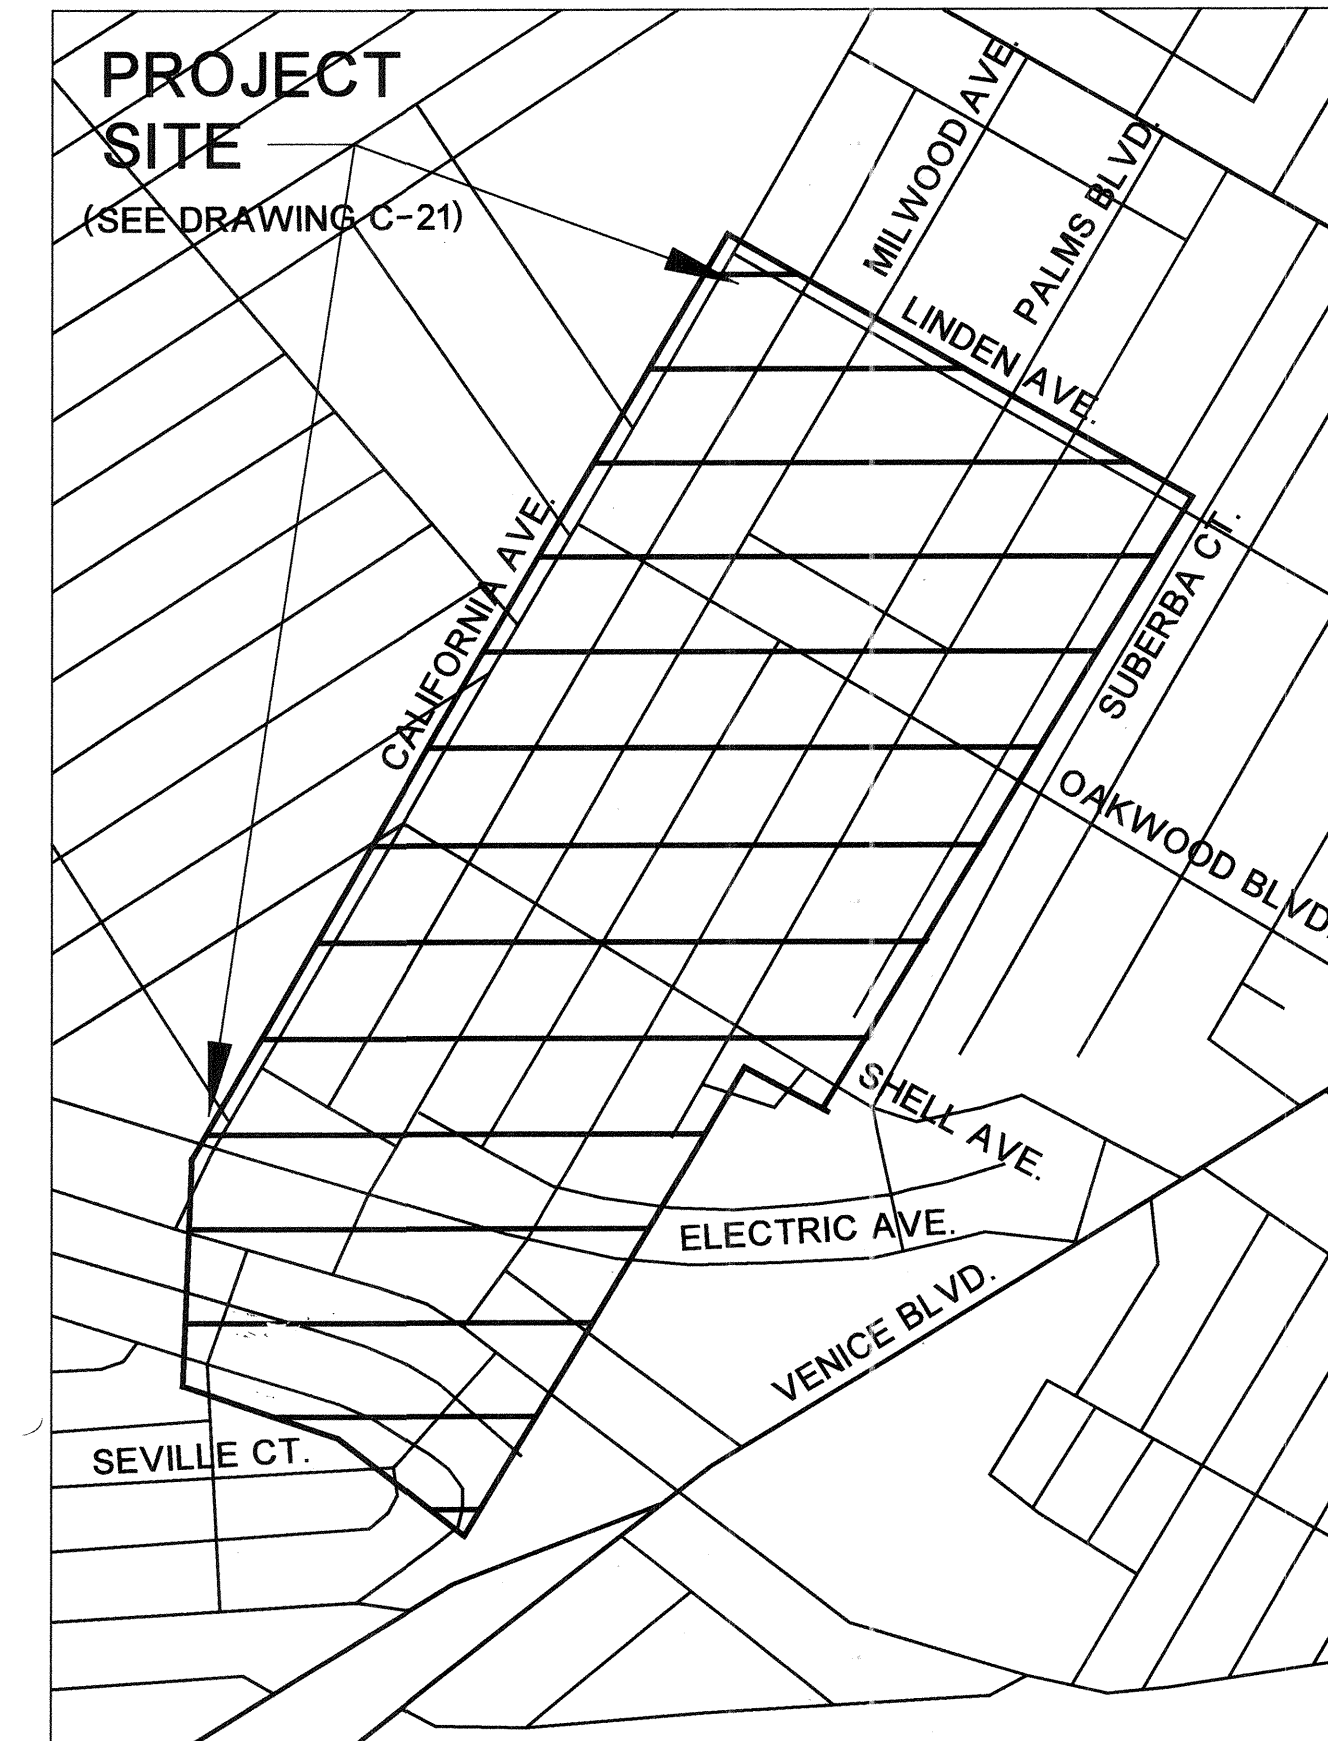 PROJECT
SITE
(SEE DRAWING C-21)
MILWOOD AVE.
PALMS BLVD.
LINDEN AVE.
CALIFORNIA AVE.
SUBERBA CT.
OAKWOOD BLVD.
SHELL AVE.
ELECTRIC AVE.
VENICE BLVD.
SEVILLE CT.